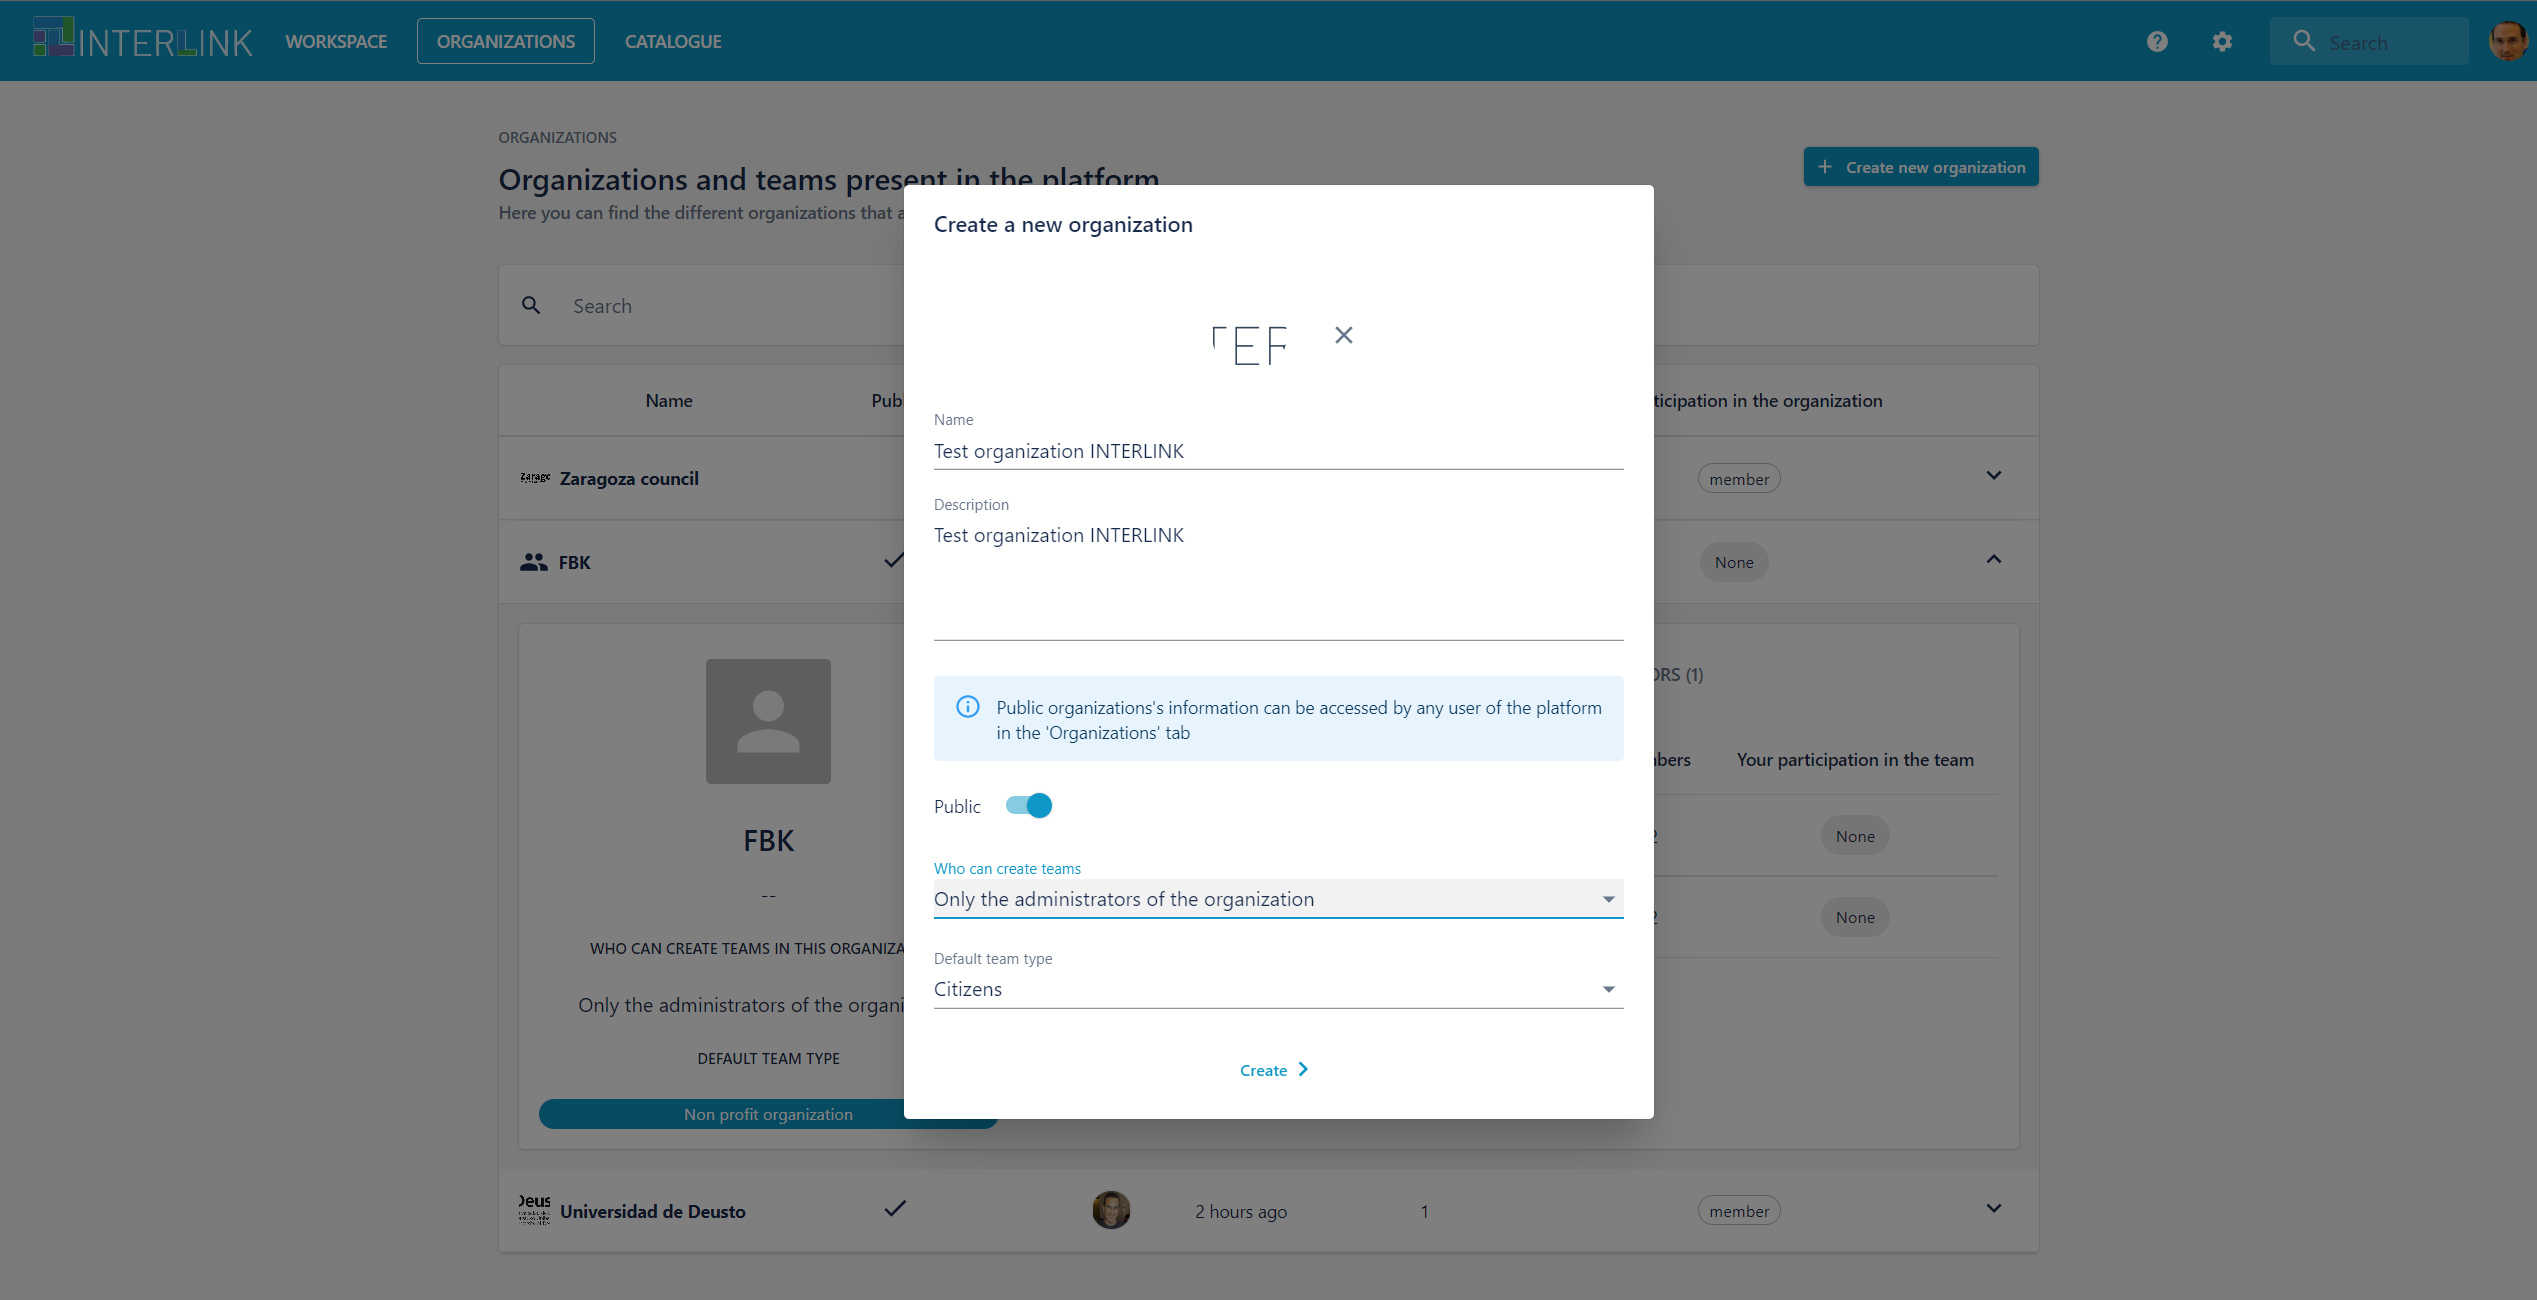 INTERLINK WORKSPACE ORGANIZATIONS CATALOGUE Search
ORGANIZATIONS
Organizations and teams present in the platform
Here you can find the different organizations that a
+ Create new organization
Search
Name Pub ticipation in the organization
Zaragoza council member
FBK None
FBK
--
WHO CAN CREATE TEAMS IN THIS ORGANIZA
Only the administrators of the organi
DEFAULT TEAM TYPE
Non profit organization
ORS (1)
bers Your participation in the team
2 None
2 None
Universidad de Deusto 2 hours ago 1 member
Create a new organization
TER
Name
Test organization INTERLINK
Description
Test organization INTERLINK
Public organizations's information can be accessed by any user of the platform
in the 'Organizations' tab
Public
Who can create teams
Only the administrators of the organization
Default team type
Citizens
Create